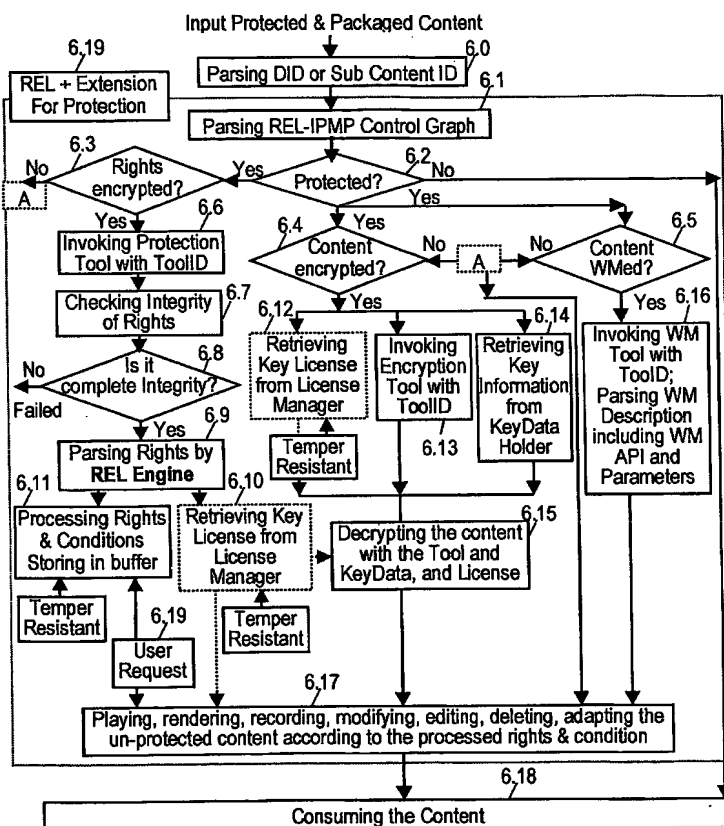 Input Protected & Packaged Content
6.19
6.0
REL + Extension
For Protection
Parsing DID or Sub Content ID
6.1
Parsing REL-IPMP Control Graph
6.3
No
Rights
encrypted?
Yes
Protected?
6.2
No
A
Yes
6.6
Invoking Protection
Tool with ToolID
6.4
Yes
Content
encrypted?
No
A
Yes
No
Content
WMed?
6.5
Checking Integrity
of Rights
6.7
Yes
Yes
6.12
Retrieving
Key License
from License
Manager
Invoking
Encryption
Tool with
ToolID
6.13
6.14
Retrieving
Key
Information
from
KeyData
Holder
6.16
Invoking WM
Tool with
ToolID;
Parsing WM
Description
including WM
API and
Parameters
No
Failed
Is it
complete Integrity?
6.8
Yes
6.9
Parsing Rights by
REL Engine
Temper
Resistant
6.11
Processing Rights
& Conditions
Storing in buffer
6.10
Retrieving Key
License from
License
Manager
6.15
Decrypting the content
with the Tool and
KeyData, and License
Temper
Resistant
6.19
User
Request
Temper
Resistant
6.17
Playing, rendering, recording, modifying, editing, deleting, adapting the
un-protected content according to the processed rights & condition
6.18
Consuming the Content